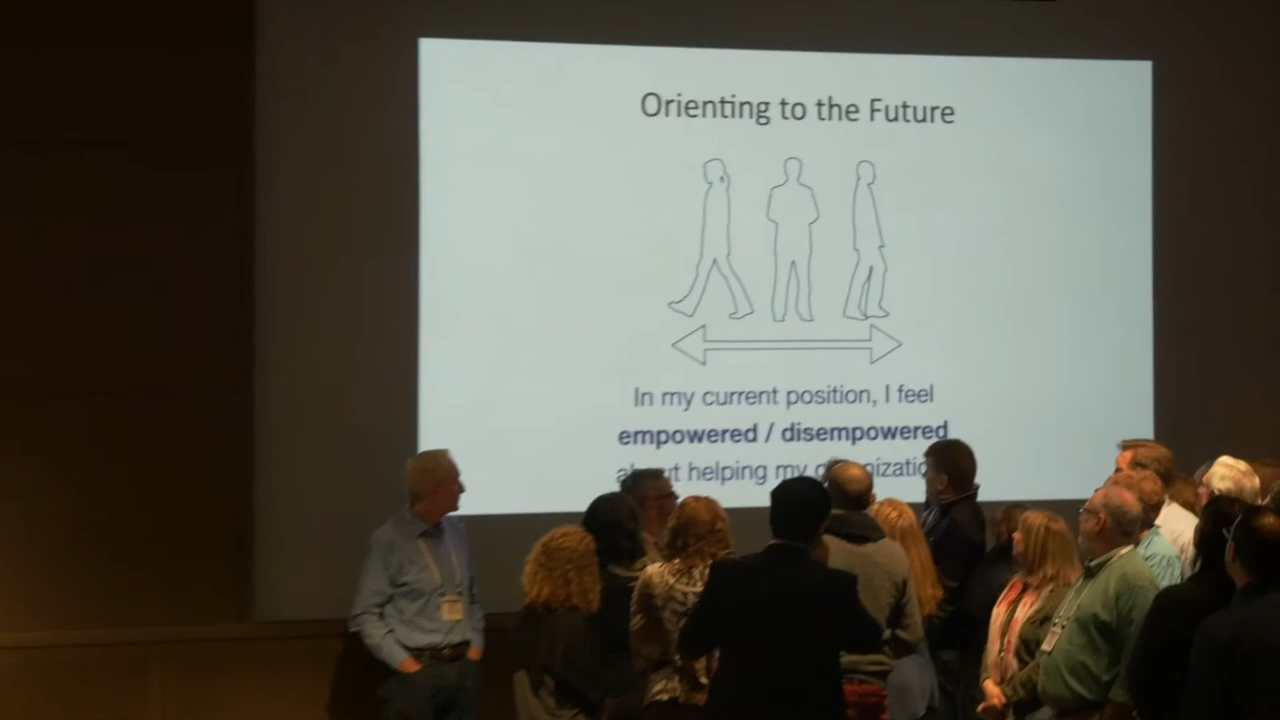 Orienting to the Future
In my current position, I feel
empowered / disempowered
helping my